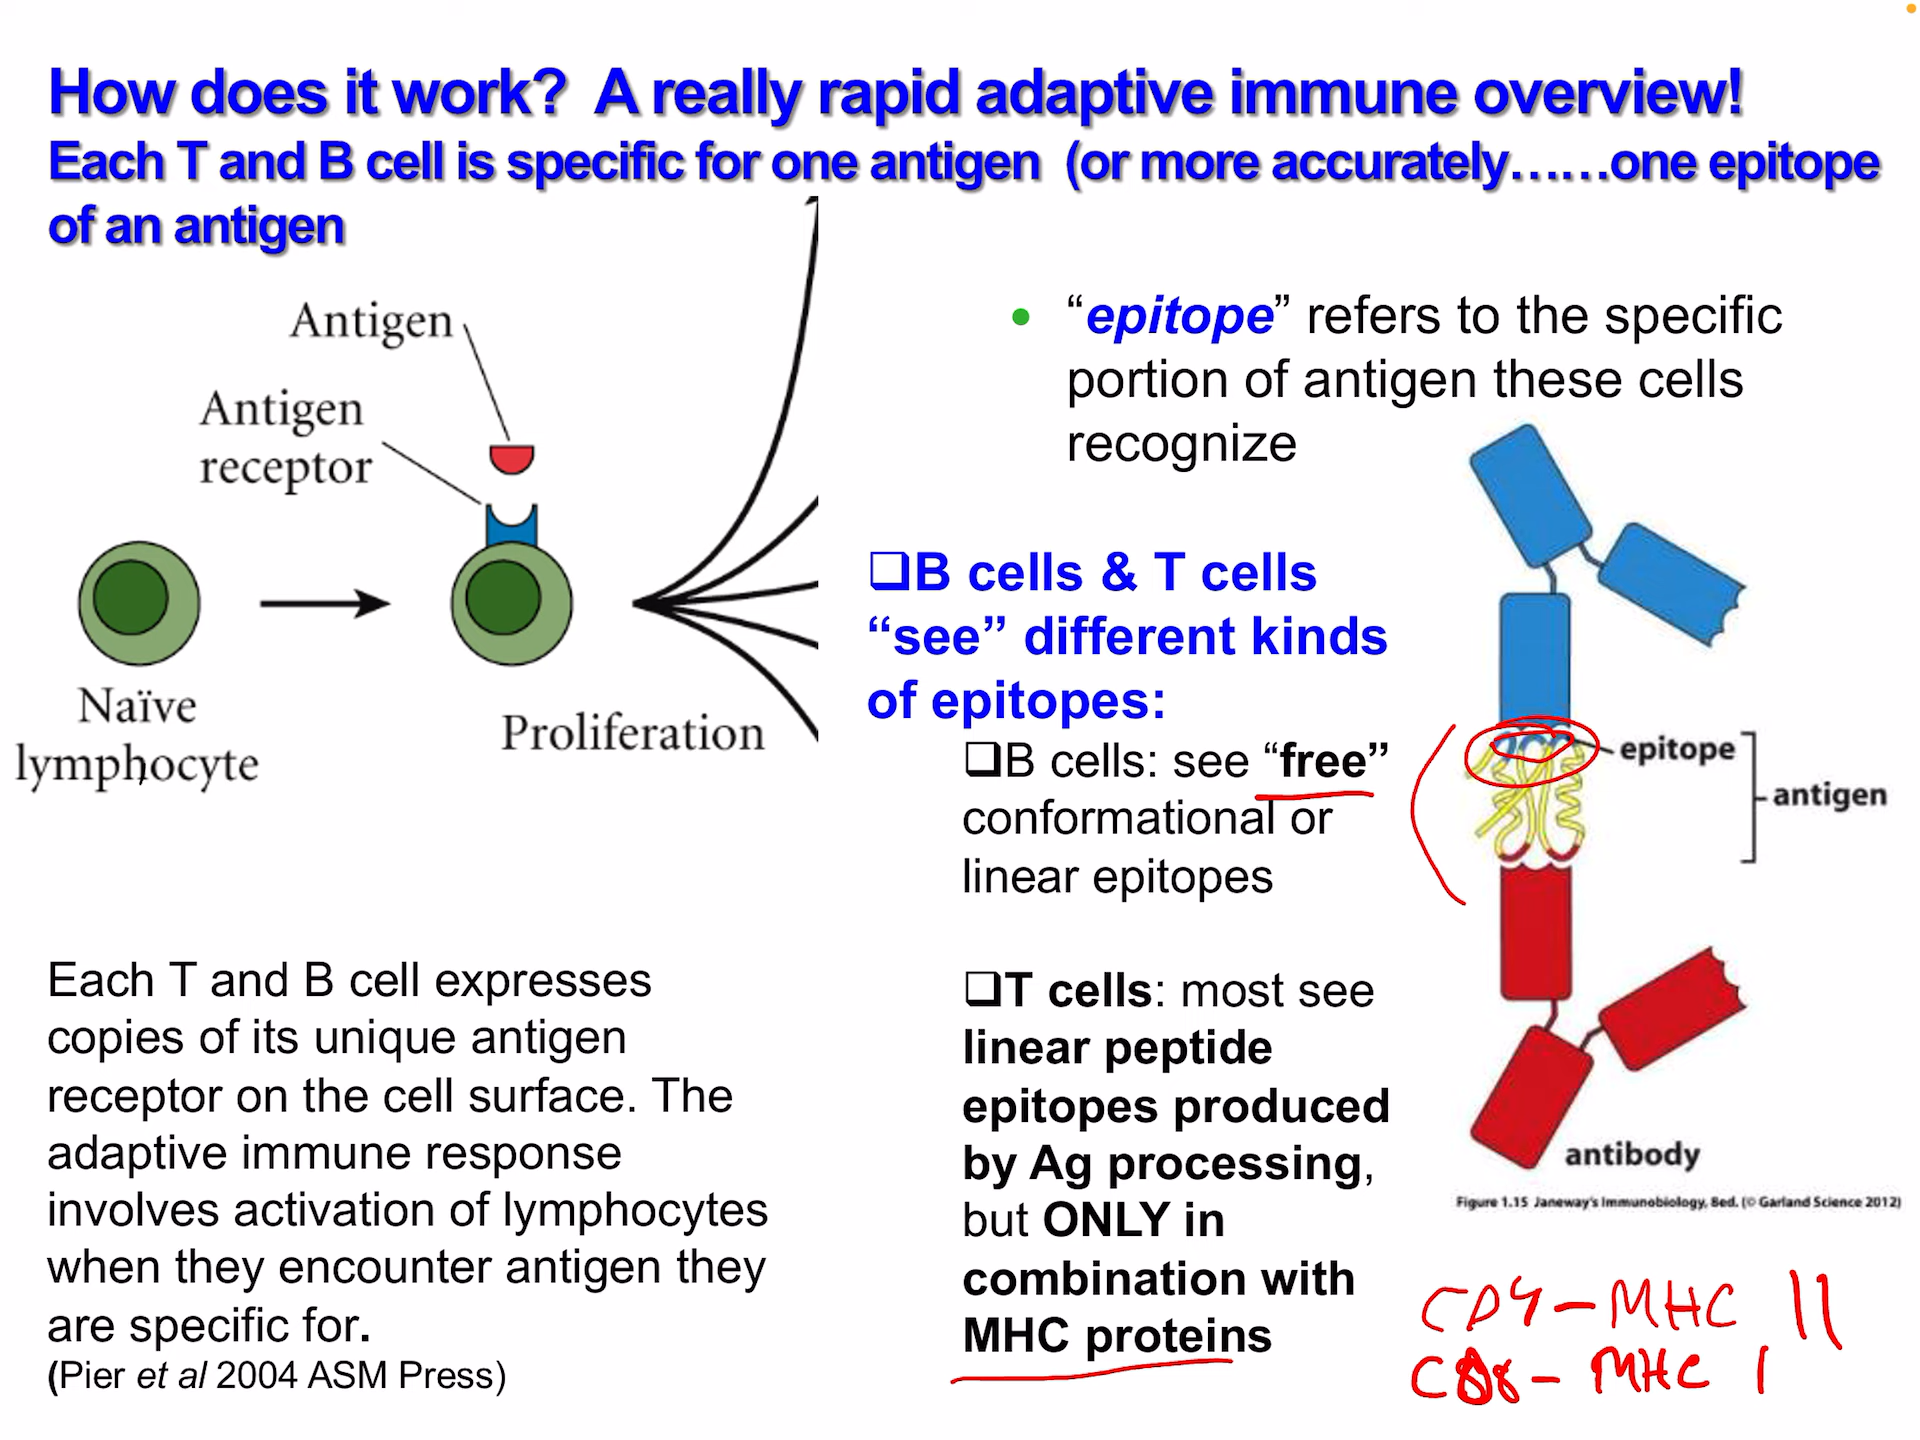 How does it work?  A really rapid adaptive immune overview!
Each T and B cell is specific for one antigen  (or more accurately……one epitope
of an antigen
Antigen
Antigen
receptor
Naïve
lymphocyte
Proliferation
Each T and B cell expresses
copies of its unique antigen
receptor on the cell surface. The
adaptive immune response
involves activation of lymphocytes
when they encounter antigen they
are specific for.
(Pier et al 2004 ASM Press)
• “epitope” refers to the specific
portion of antigen these cells
recognize
❑B cells & T cells
“see” different kinds
of epitopes:
❑B cells: see “free”
conformational or
linear epitopes
❑T cells: most see
linear peptide
epitopes produced
by Ag processing,
but ONLY in
combination with
MHC proteins
epitope
antigen
antibody
Figure 1.15 Janeway's Immunobiology, 8ed. (© Garland Science 2012)
CD4 – MHC II
CD8 – MHC I